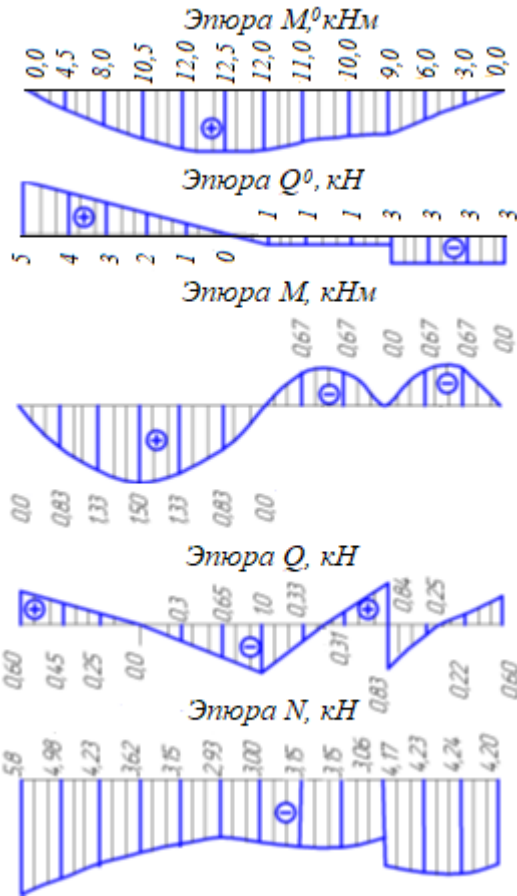 Эпюра M,⁰кНм
0,0 4,5 8,0 10,5 12,0 12,5 12,0 11,0 10,0 9,0 6,0 3,0 0,0
+
Эпюра Q⁰, кН
+
1 1 1 1 3 3 3 3
5 4 3 2 1 0
−
Эпюра M, кНм
0,67 0,67 0,0 0,67 0,67 0,0
− −
+
0,0 0,83 1,33 1,50 1,33 0,83 0,0
Эпюра Q, кН
0,3 0,65 1,0 0,33 0,84 0,25
+ − +
0,60 0,45 0,25 0,0 0,31 0,83 0,22 0,60
Эпюра N, кН
5,8 4,98 4,23 3,62 3,15 2,93 3,00 3,15 3,15 3,06 4,17 4,23 4,24 4,20
−